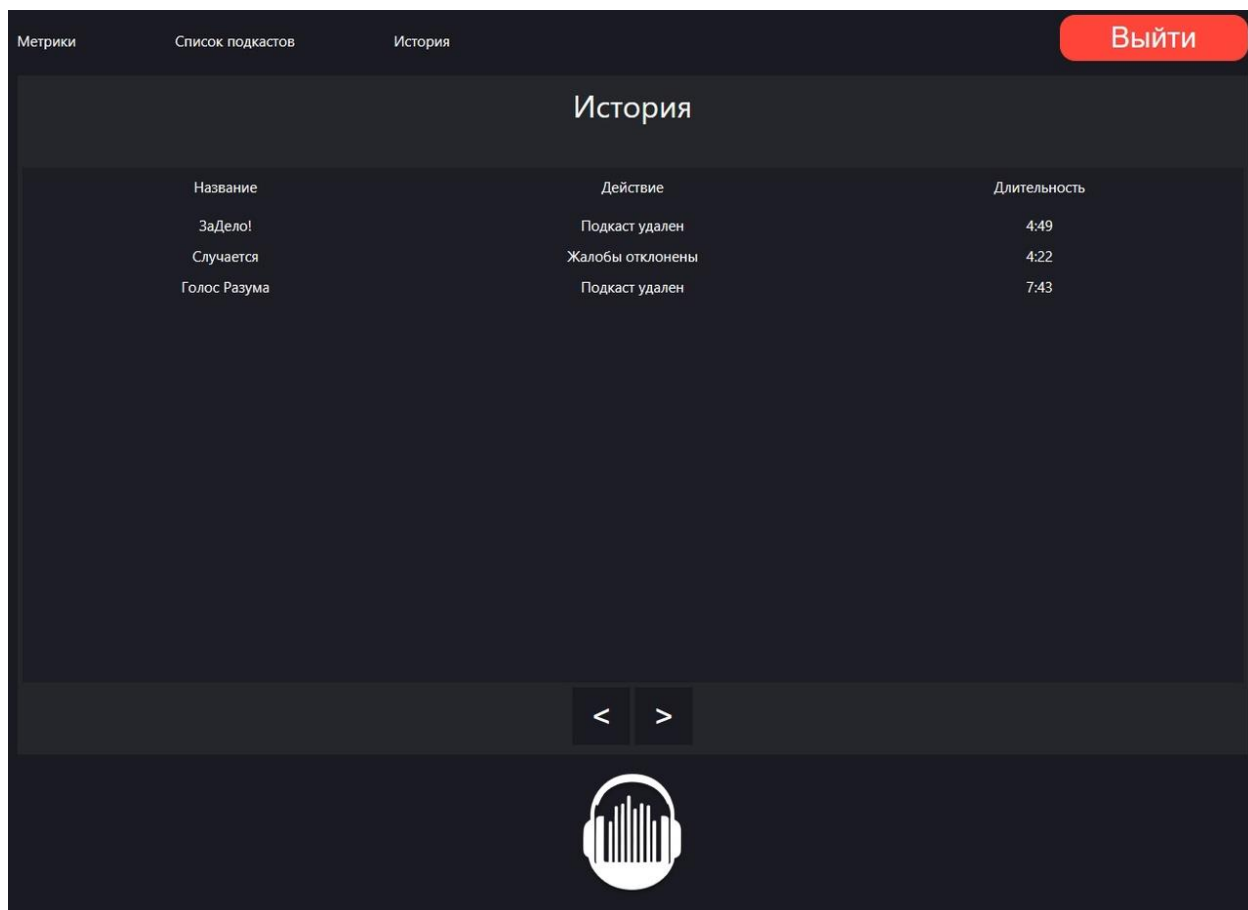 Метрики Список подкастов История Выйти
История
Название Действие Длительность
ЗаДело! Подкаст удален 4:49
Случается Жалобы отклонены 4:22
Голос Разума Подкаст удален 7:43
< >